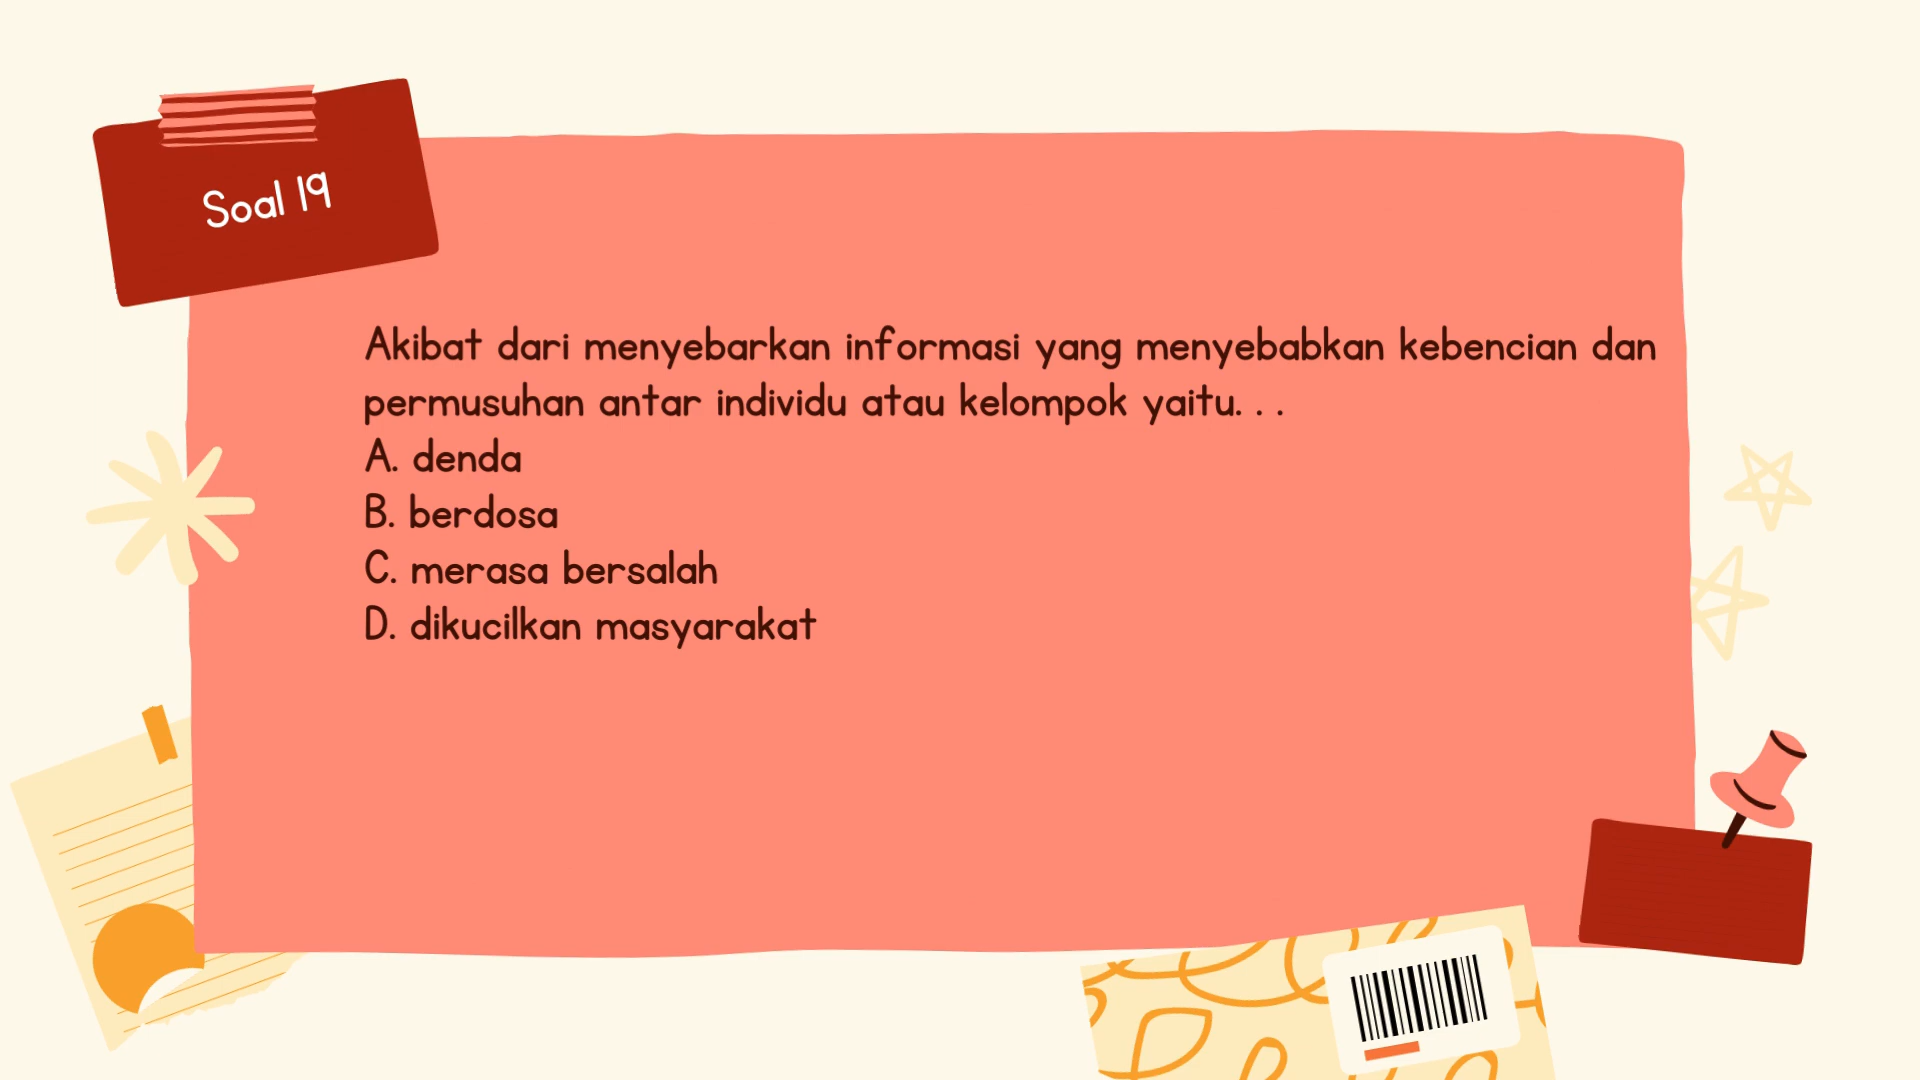 Soal 19
Akibat dari menyebarkan informasi yang menyebabkan kebencian dan
permusuhan antar individu atau kelompok yaitu. . .
A. denda
B. berdosa
C. merasa bersalah
D. dikucilkan masyarakat